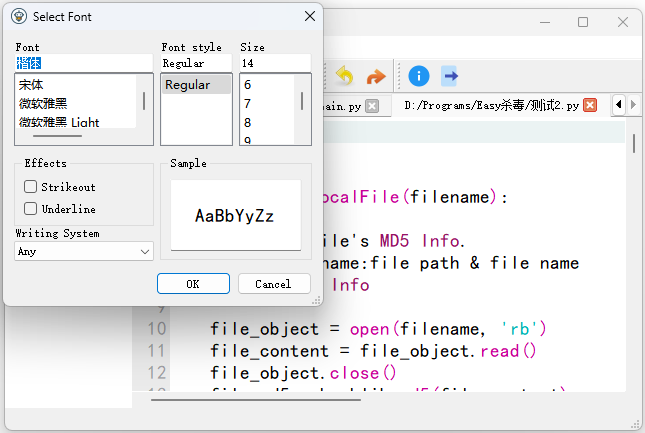 Select Font
Font
Font style
Size
楷体
Regular
14
宋体
微软雅黑
微软雅黑 Light
Regular
6
7
8
9
Effects
Strikeout
Underline
Sample
AaBbYyZz
Writing System
Any
OK
Cancel
ain.py
D:/Programs/Easy杀毒/测试2.py
ocalFile(filename):
ile's MD5 Info.
name:file path & file name
Info
9
10 file_object = open(filename, 'rb')
11 file_content = file_object.read()
12 file_object.close()